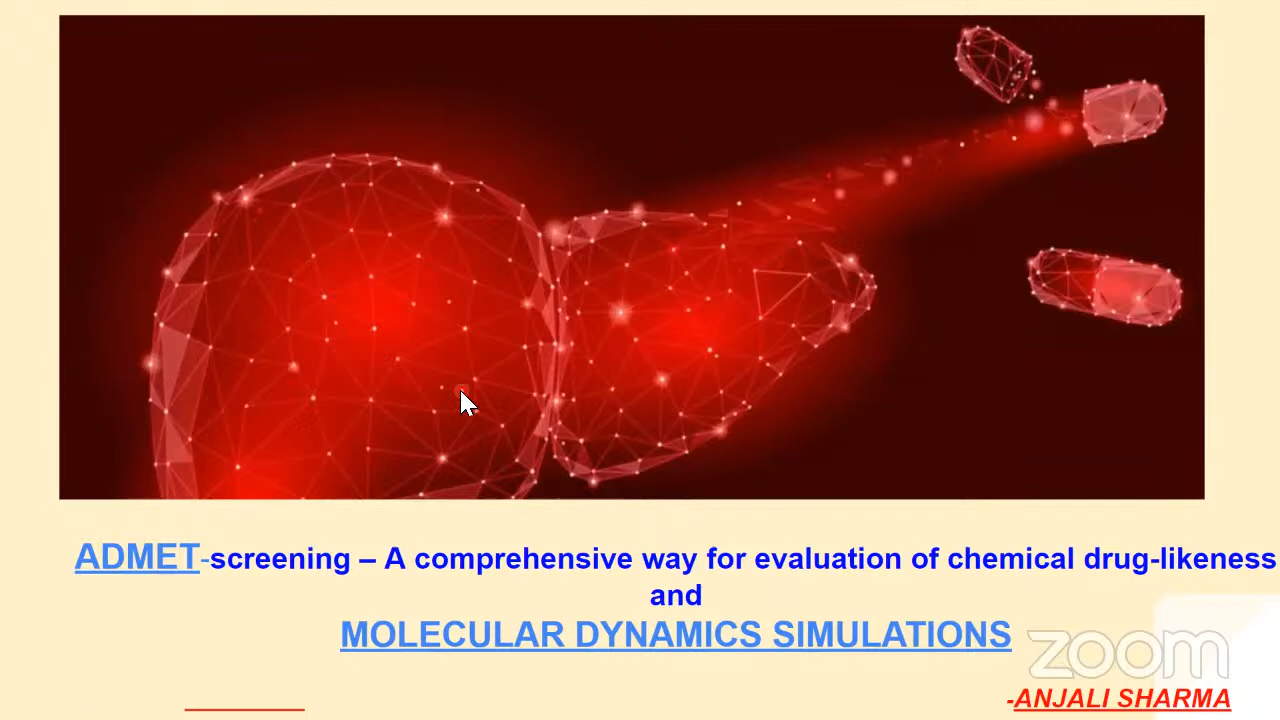 ADMET-screening – A comprehensive way for evaluation of chemical drug-likeness
and
MOLECULAR DYNAMICS SIMULATIONS
zoom
-ANJALI SHARMA